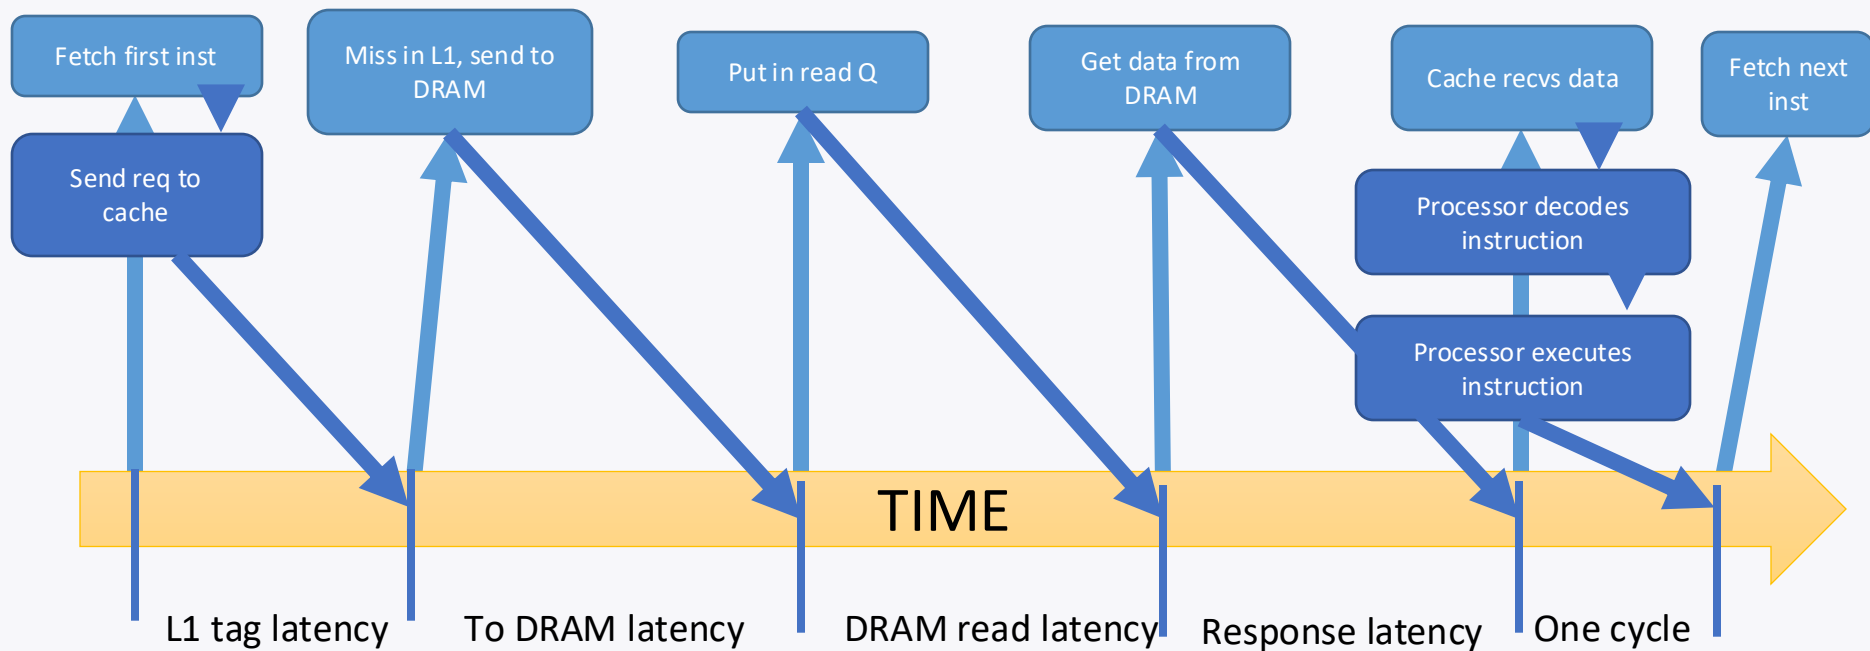 Fetch first inst
Send req to
cache
Miss in L1, send to
DRAM
Put in read Q
Get data from
DRAM
Cache recvs data
Processor decodes
instruction
Processor executes
instruction
Fetch next
inst
TIME
L1 tag latency
To DRAM latency
DRAM read latency
Response latency
One cycle